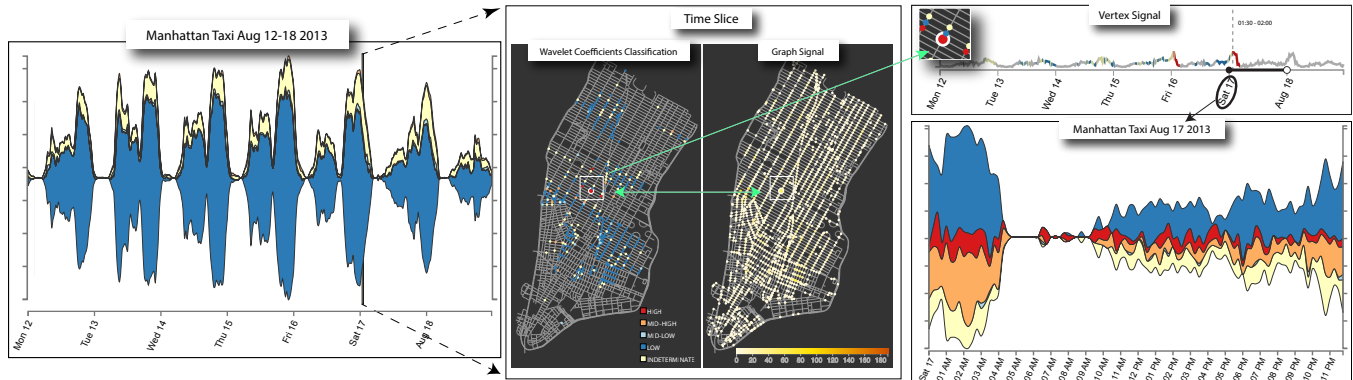 Manhattan Taxi Aug 12-18 2013
Mon 12
Tue 13
Wed 14
Thu 15
Fri 16
Sat 17
Aug 18
Time Slice
Wavelet Coefficients Classification
Graph Signal
HIGH
MID-HIGH
MID-LOW
LOW
INDETERMINATE
0 20 40 60 80 100 120 140 160 180
Vertex Signal
01:30 - 02:00
Mon 12
Tue 13
Wed 14
Thu 15
Fri 16
Sat 17
Aug 18
Manhattan Taxi Aug 17 2013
Sat 17
01 AM
02 AM
03 AM
04 AM
05 AM
06 AM
07 AM
08 AM
09 AM
10 AM
11 AM
12 PM
01 PM
02 PM
03 PM
04 PM
05 PM
06 PM
07 PM
08 PM
09 PM
10 PM
11 PM